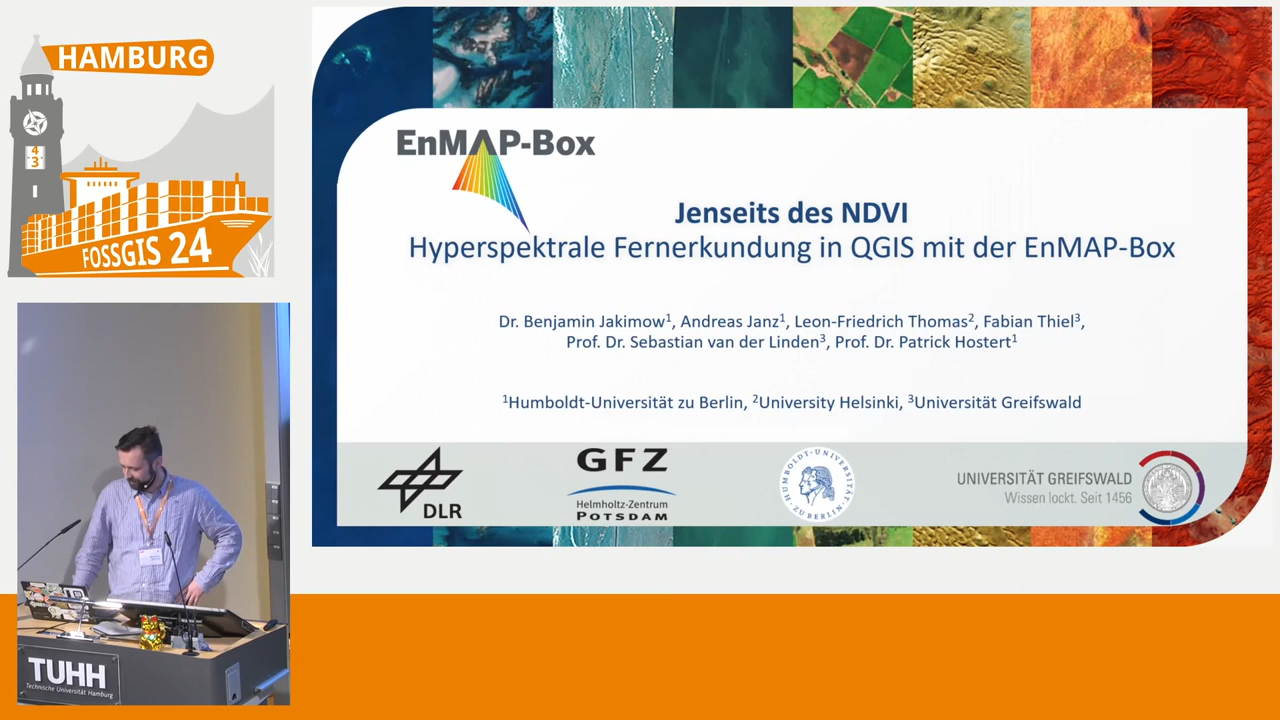 HAMBURG
4
3
FOSSGIS 24
EnMAP-Box
Jenseits des NDVI
Hyperspektrale Fernerkundung in QGIS mit der EnMAP-Box
Dr. Benjamin Jakimow¹, Andreas Janz¹, Leon-Friedrich Thomas², Fabian Thiel³,
Prof. Dr. Sebastian van der Linden³, Prof. Dr. Patrick Hostert¹
¹Humboldt-Universität zu Berlin, ²University Helsinki, ³Universität Greifswald
DLR
GFZ
Helmholtz-Zentrum
POTSDAM
HUMBOLDT-UNIVERSITÄT ZU BERLIN
UNIVERSITÄT GREIFSWALD
Wissen lockt. Seit 1456
TUHH
Technische Universität Hamburg